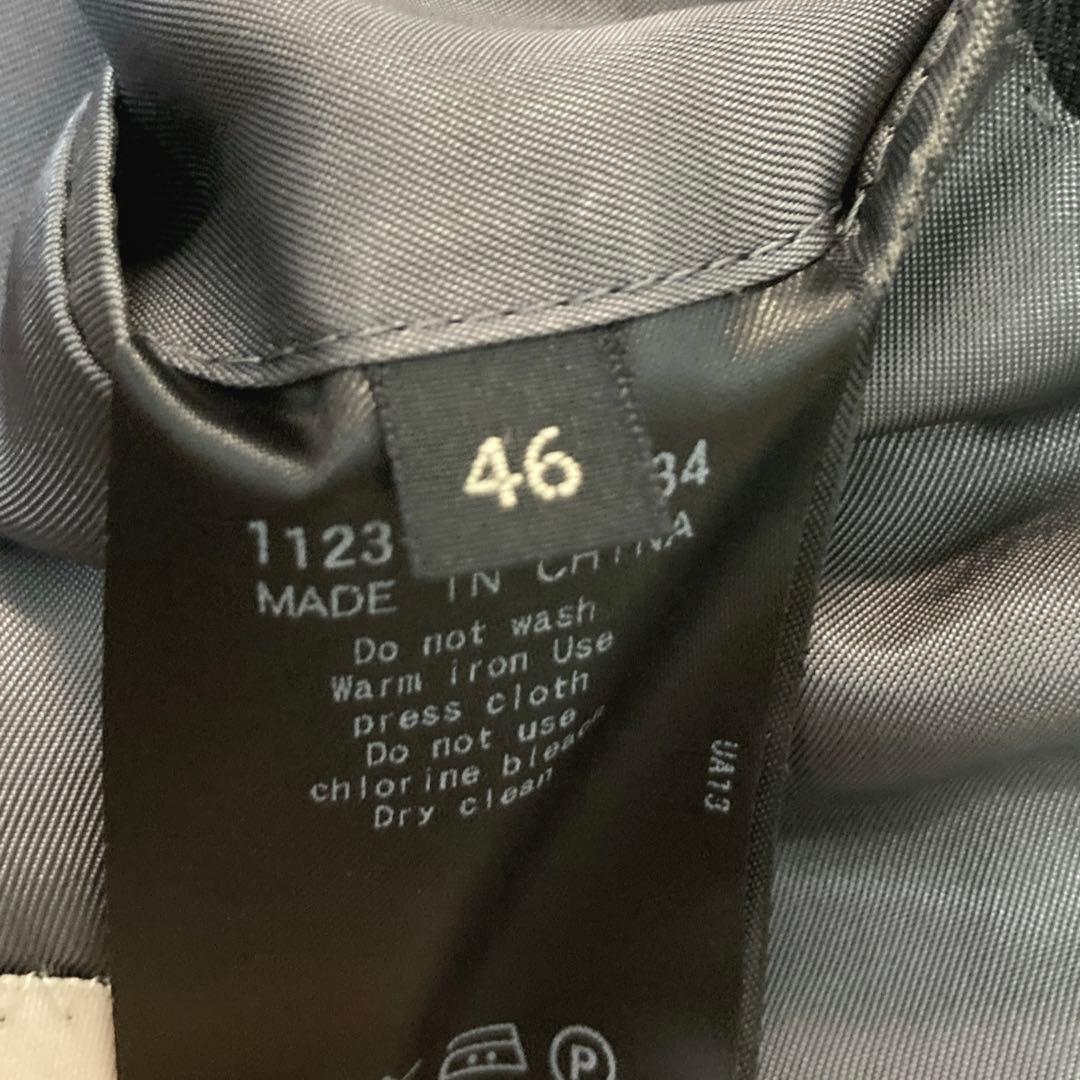 46
1123 34
MADE IN CHINA
Do not wash
Warm iron Use
press cloth
Do not use
chlorine bleach
Dry clean
UA13
P